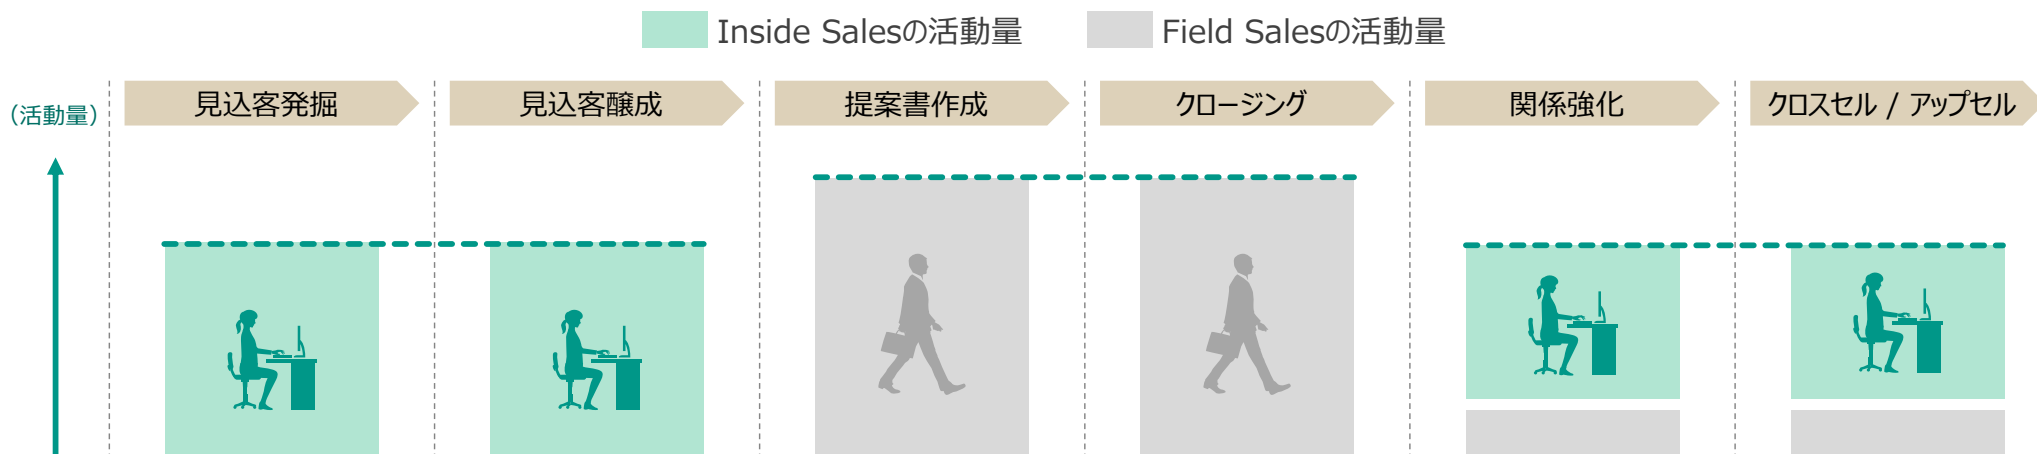 Inside Salesの活動量
Field Salesの活動量
(活動量)
見込客発掘
見込客醸成
提案書作成
クロージング
関係強化
クロスセル / アップセル